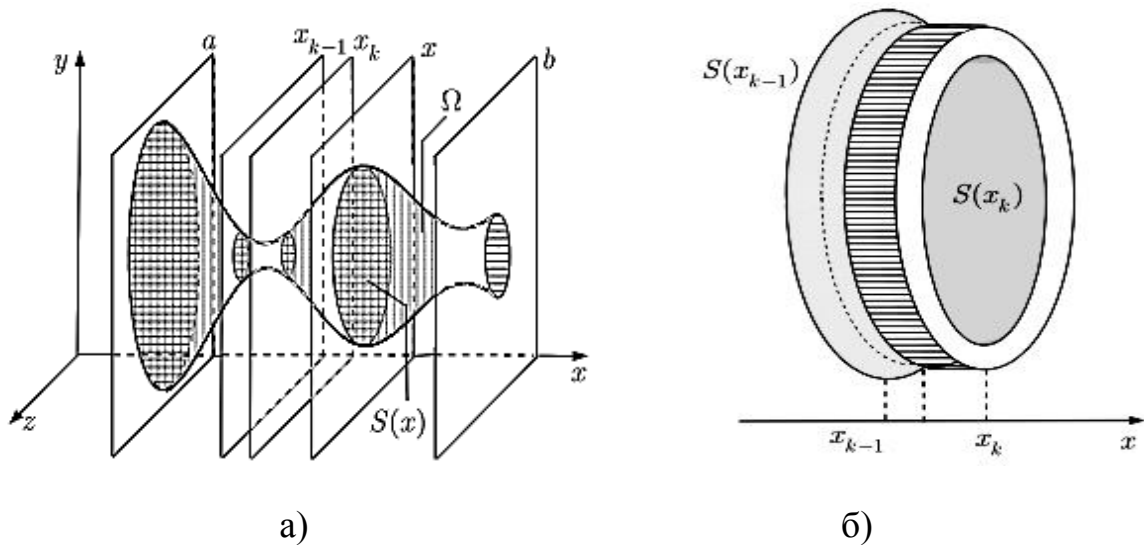 a
x_{k-1} x_k
x
b
y
Ω
x
z
S(x)
а)
S(x_{k-1})
S(x_k)
x_{k-1}
x_k
x
б)